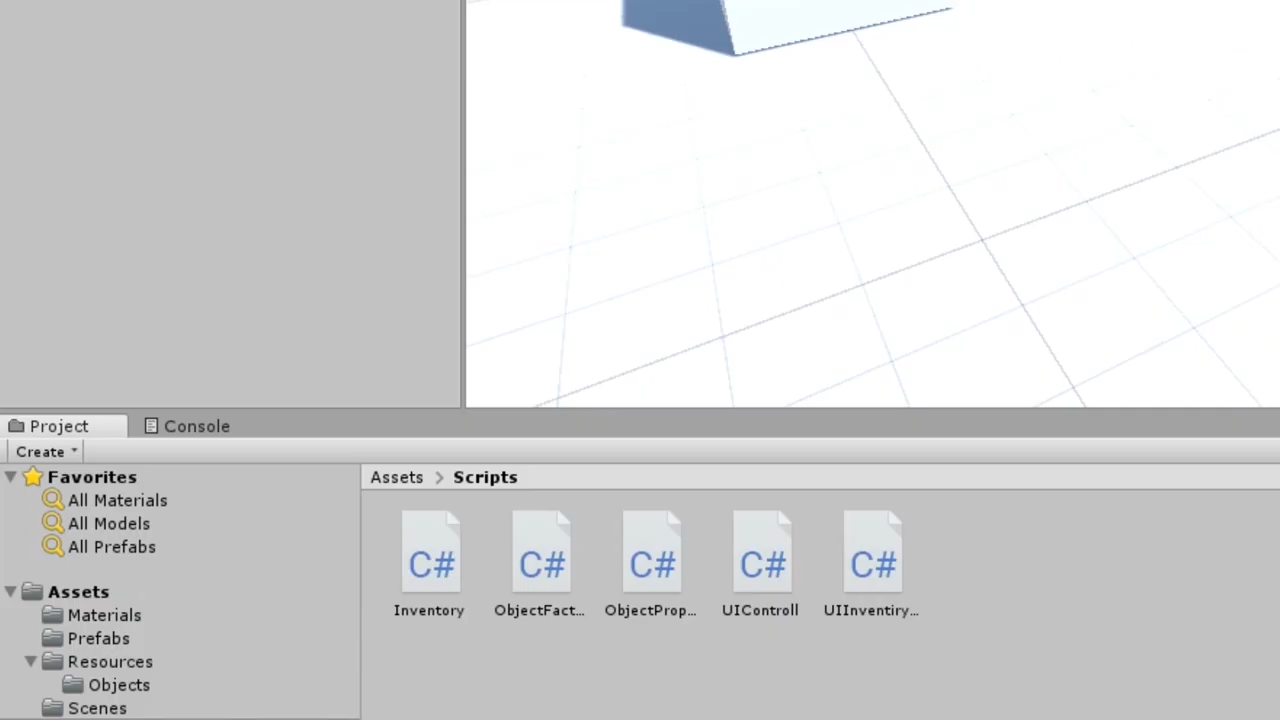 Project
Console
Create
Favorites
All Materials
All Models
All Prefabs
Assets
Materials
Prefabs
Resources
Objects
Scenes
Assets > Scripts
C# C# C# C# C#
Inventory ObjectFact... ObjectProp... UIControll UIInventiry...